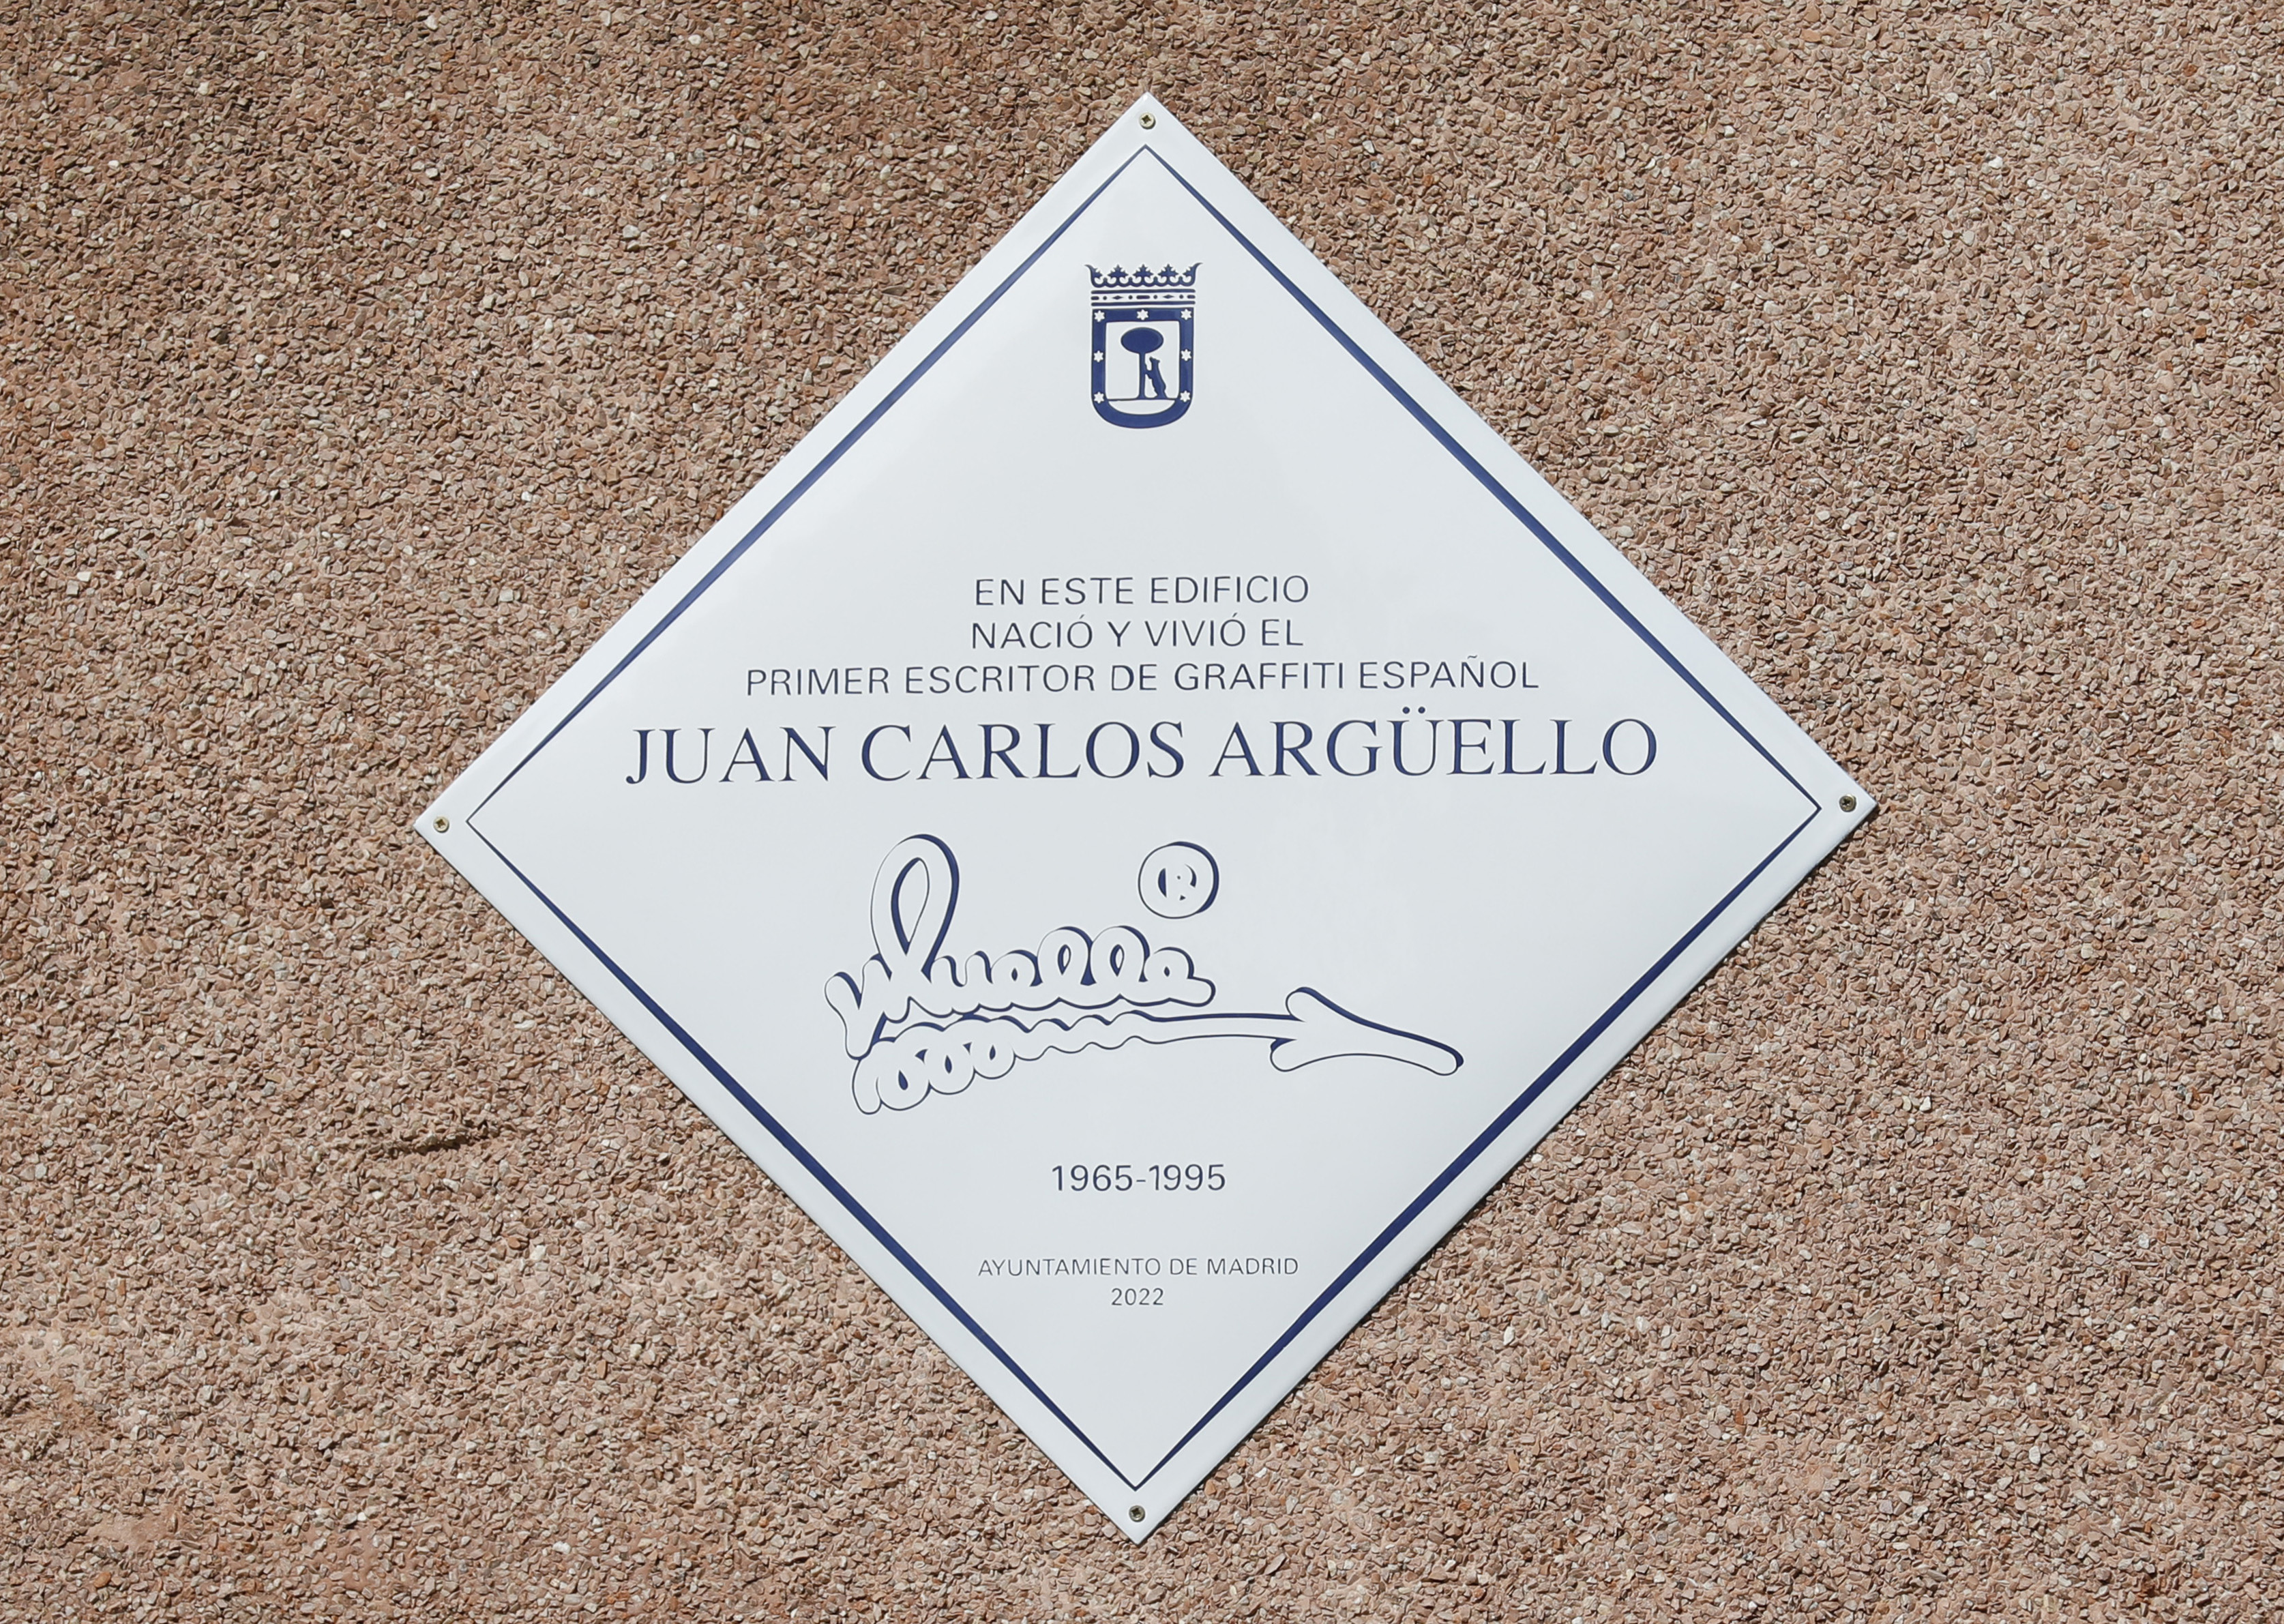 EN ESTE EDIFICIO
NACIÓ Y VIVIÓ EL
PRIMER ESCRITOR DE GRAFFITI ESPAÑOL
JUAN CARLOS ARGÜELLO
Muelle ®
1965-1995
AYUNTAMIENTO DE MADRID
2022